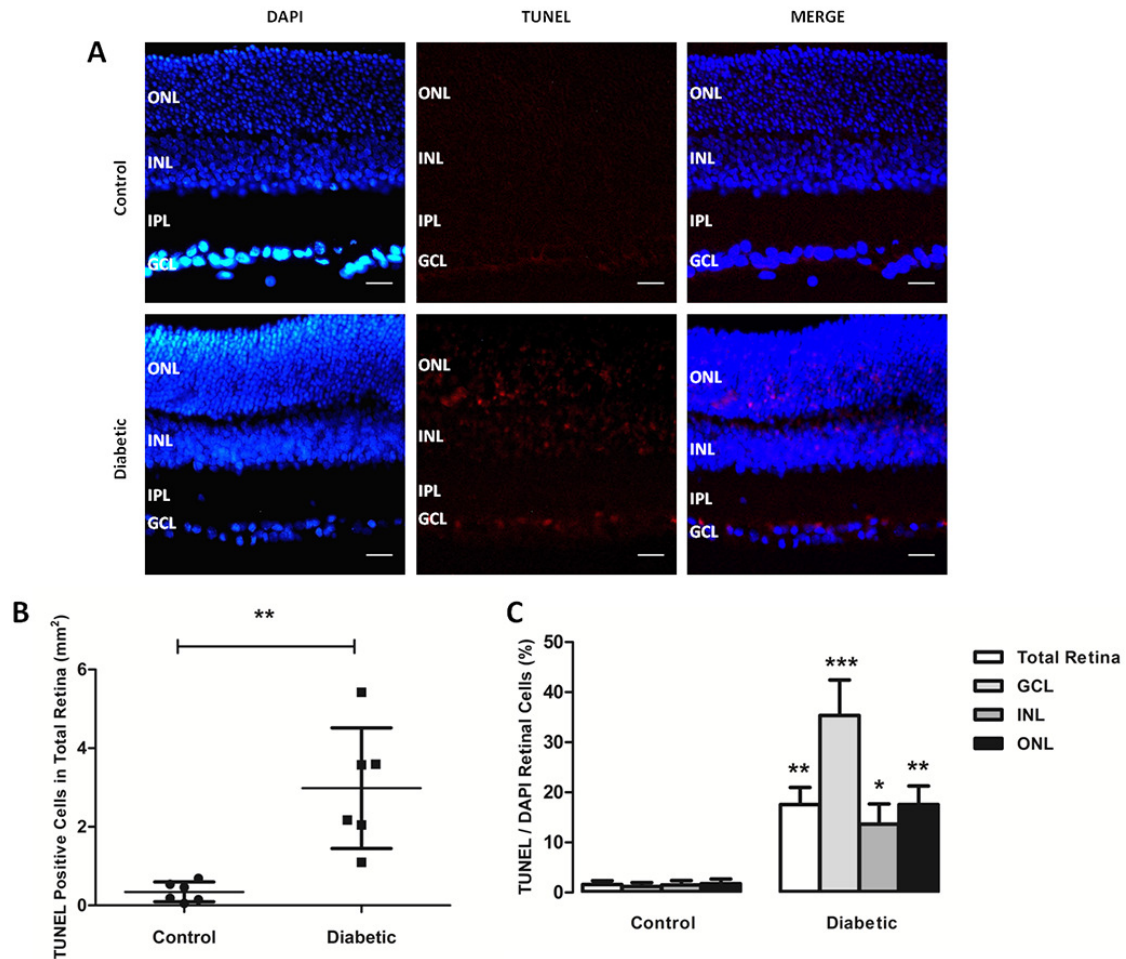 DAPI TUNEL MERGE
A
Control
ONL ONL ONL
INL INL INL
IPL IPL IPL
GCL GCL GCL
Diabetic
ONL ONL ONL
INL INL INL
IPL IPL IPL
GCL GCL GCL
B
TUNEL Positive Cells in Total Retina (mm²)
**
6
4
2
0
Control Diabetic
C
TUNEL / DAPI Retinal Cells (%)
50
40
30
20
10
0
**
***
*
**
Control Diabetic
Total Retina
GCL
INL
ONL